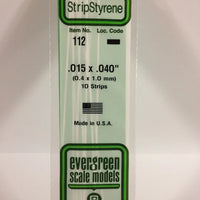 StripStyrene
Item No. Loc. Code
112
.015 x .040"
(0.4 x 1.0 mm)
10 Strips
Made in U.S.A.
evergreen
scale models